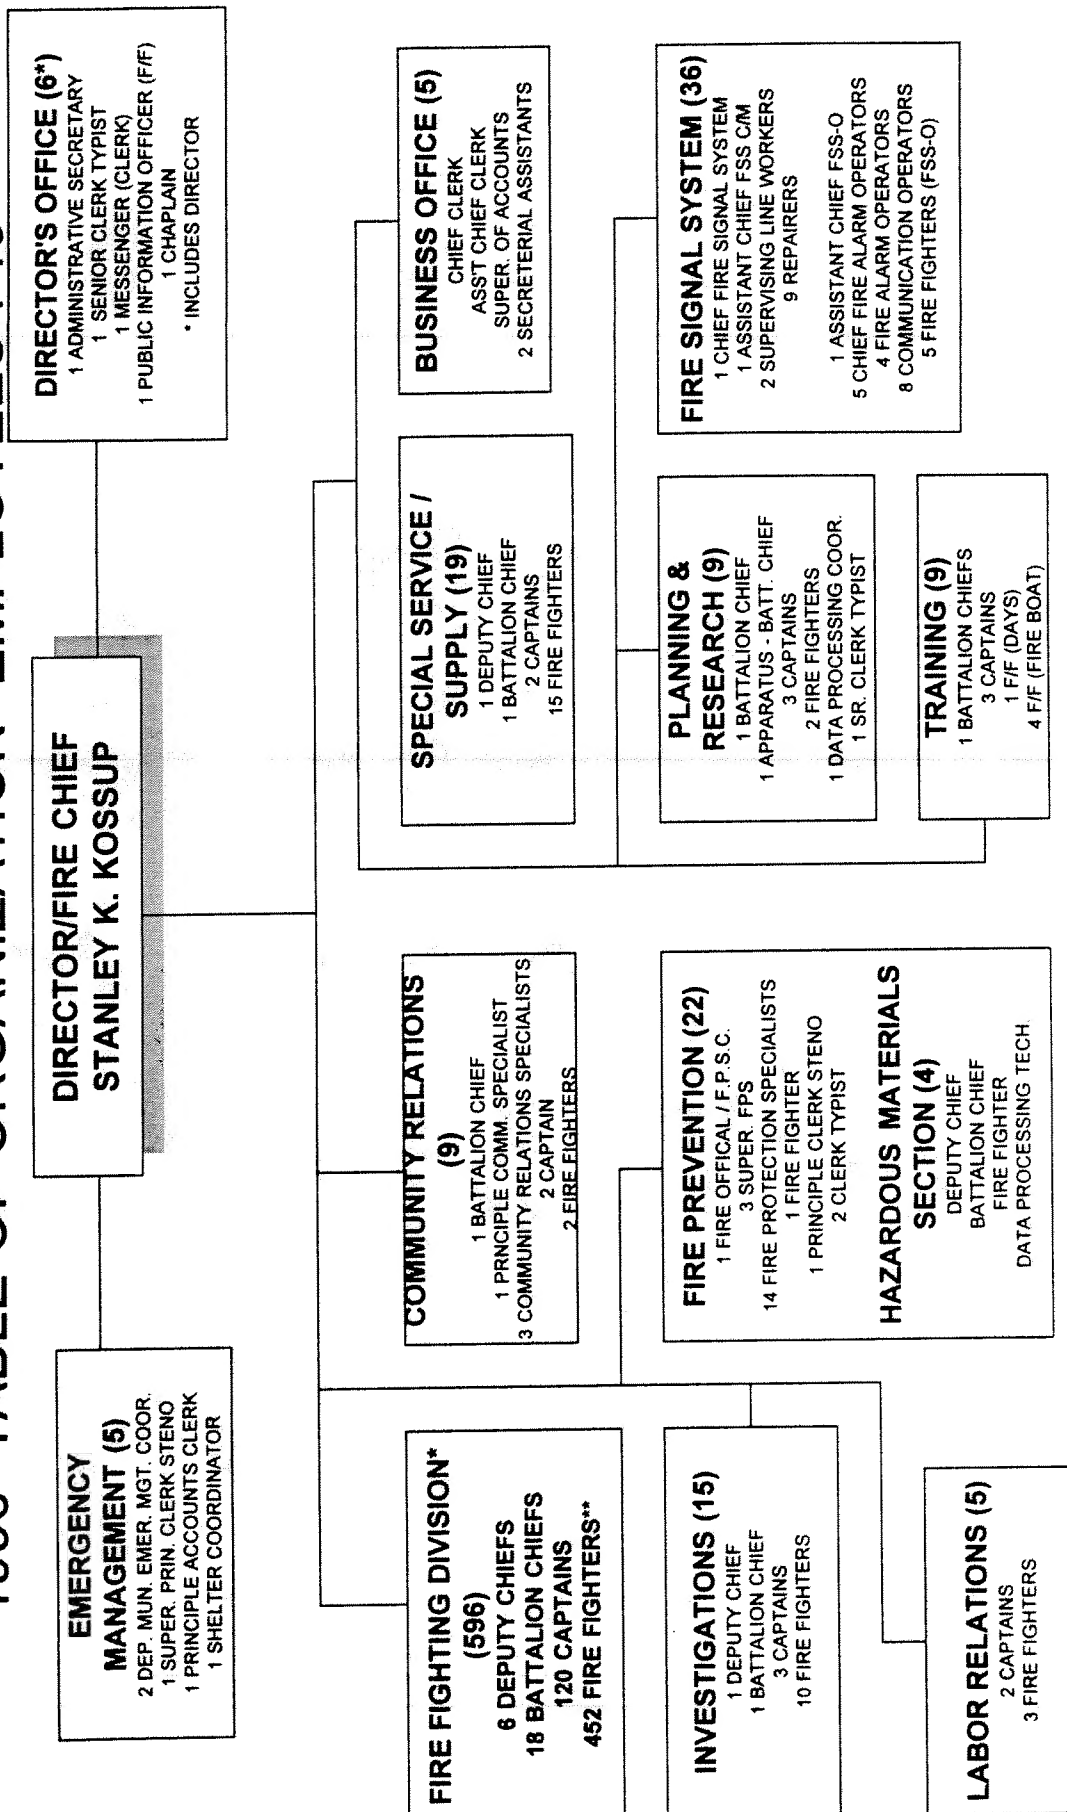 DIRECTOR/FIRE CHIEF
STANLEY K. KOSSUP
EMERGENCY
MANAGEMENT (5)
2 DEP. MUN. EMER. MGT. COOR.
1 SUPER. PRIN. CLERK STENO
1 PRINCIPLE ACCOUNTS CLERK
1 SHELTER COORDINATOR
DIRECTOR'S OFFICE (6*)
1 ADMINISTRATIVE SECRETARY
1 SENIOR CLERK TYPIST
1 MESSENGER (CLERK)
1 PUBLIC INFORMATION OFFICER (F/F)
1 CHAPLAIN
* INCLUDES DIRECTOR
FIRE FIGHTING DIVISION*
(596)
6 DEPUTY CHIEFS
18 BATTALION CHIEFS
120 CAPTAINS
452 FIRE FIGHTERS**
COMMUNITY RELATIONS
(9)
1 BATTALION CHIEF
1 PRNCIPLE COMM. SPECIALIST
3 COMMUNITY RELATIONS SPECIALISTS
2 CAPTAIN
2 FIRE FIGHTERS
SPECIAL SERVICE /
SUPPLY (19)
1 DEPUTY CHIEF
1 BATTALION CHIEF
2 CAPTAINS
15 FIRE FIGHTERS
BUSINESS OFFICE (5)
CHIEF CLERK
ASS'T CHIEF CLERK
SUPER. OF ACCOUNTS
2 SECRETERIAL ASSISTANTS
INVESTIGATIONS (15)
1 DEPUTY CHIEF
1 BATTALION CHIEF
3 CAPTAINS
10 FIRE FIGHTERS
FIRE PREVENTION (22)
1 FIRE OFFICAL / F.P.S.C.
3 SUPER. FPS
14 FIRE PROTECTION SPECIALISTS
1 FIRE FIGHTER
1 PRINCIPLE CLERK STENO
2 CLERK TYPIST
HAZARDOUS MATERIALS
SECTION (4)
DEPUTY CHIEF
BATTALION CHIEF
FIRE FIGHTER
DATA PROCESSING TECH.
PLANNING &
RESEARCH (9)
1 BATTALION CHIEF
1 APPARATUS - BATT. CHIEF
3 CAPTAINS
2 FIRE FIGHTERS
1 DATA PROCESSING COOR.
1 SR. CLERK TYPIST
FIRE SIGNAL SYSTEM (36)
1 CHIEF FIRE SIGNAL SYSTEM
1 ASSISTANT CHIEF FSS C/M
2 SUPERVISING LINE WORKERS
9 REPAIRERS
1 ASSISTANT CHIEF FSS-O
5 CHIEF FIRE ALARM OPERATORS
4 FIRE ALARM OPERATORS
8 COMMUNICATION OPERATORS
5 FIRE FIGHTERS (FSS-O)
LABOR RELATIONS (5)
2 CAPTAINS
3 FIRE FIGHTERS
TRAINING (9)
1 BATTALION CHIEFS
3 CAPTAINS
1 F/F (DAYS)
4 F/F (FIRE BOAT)